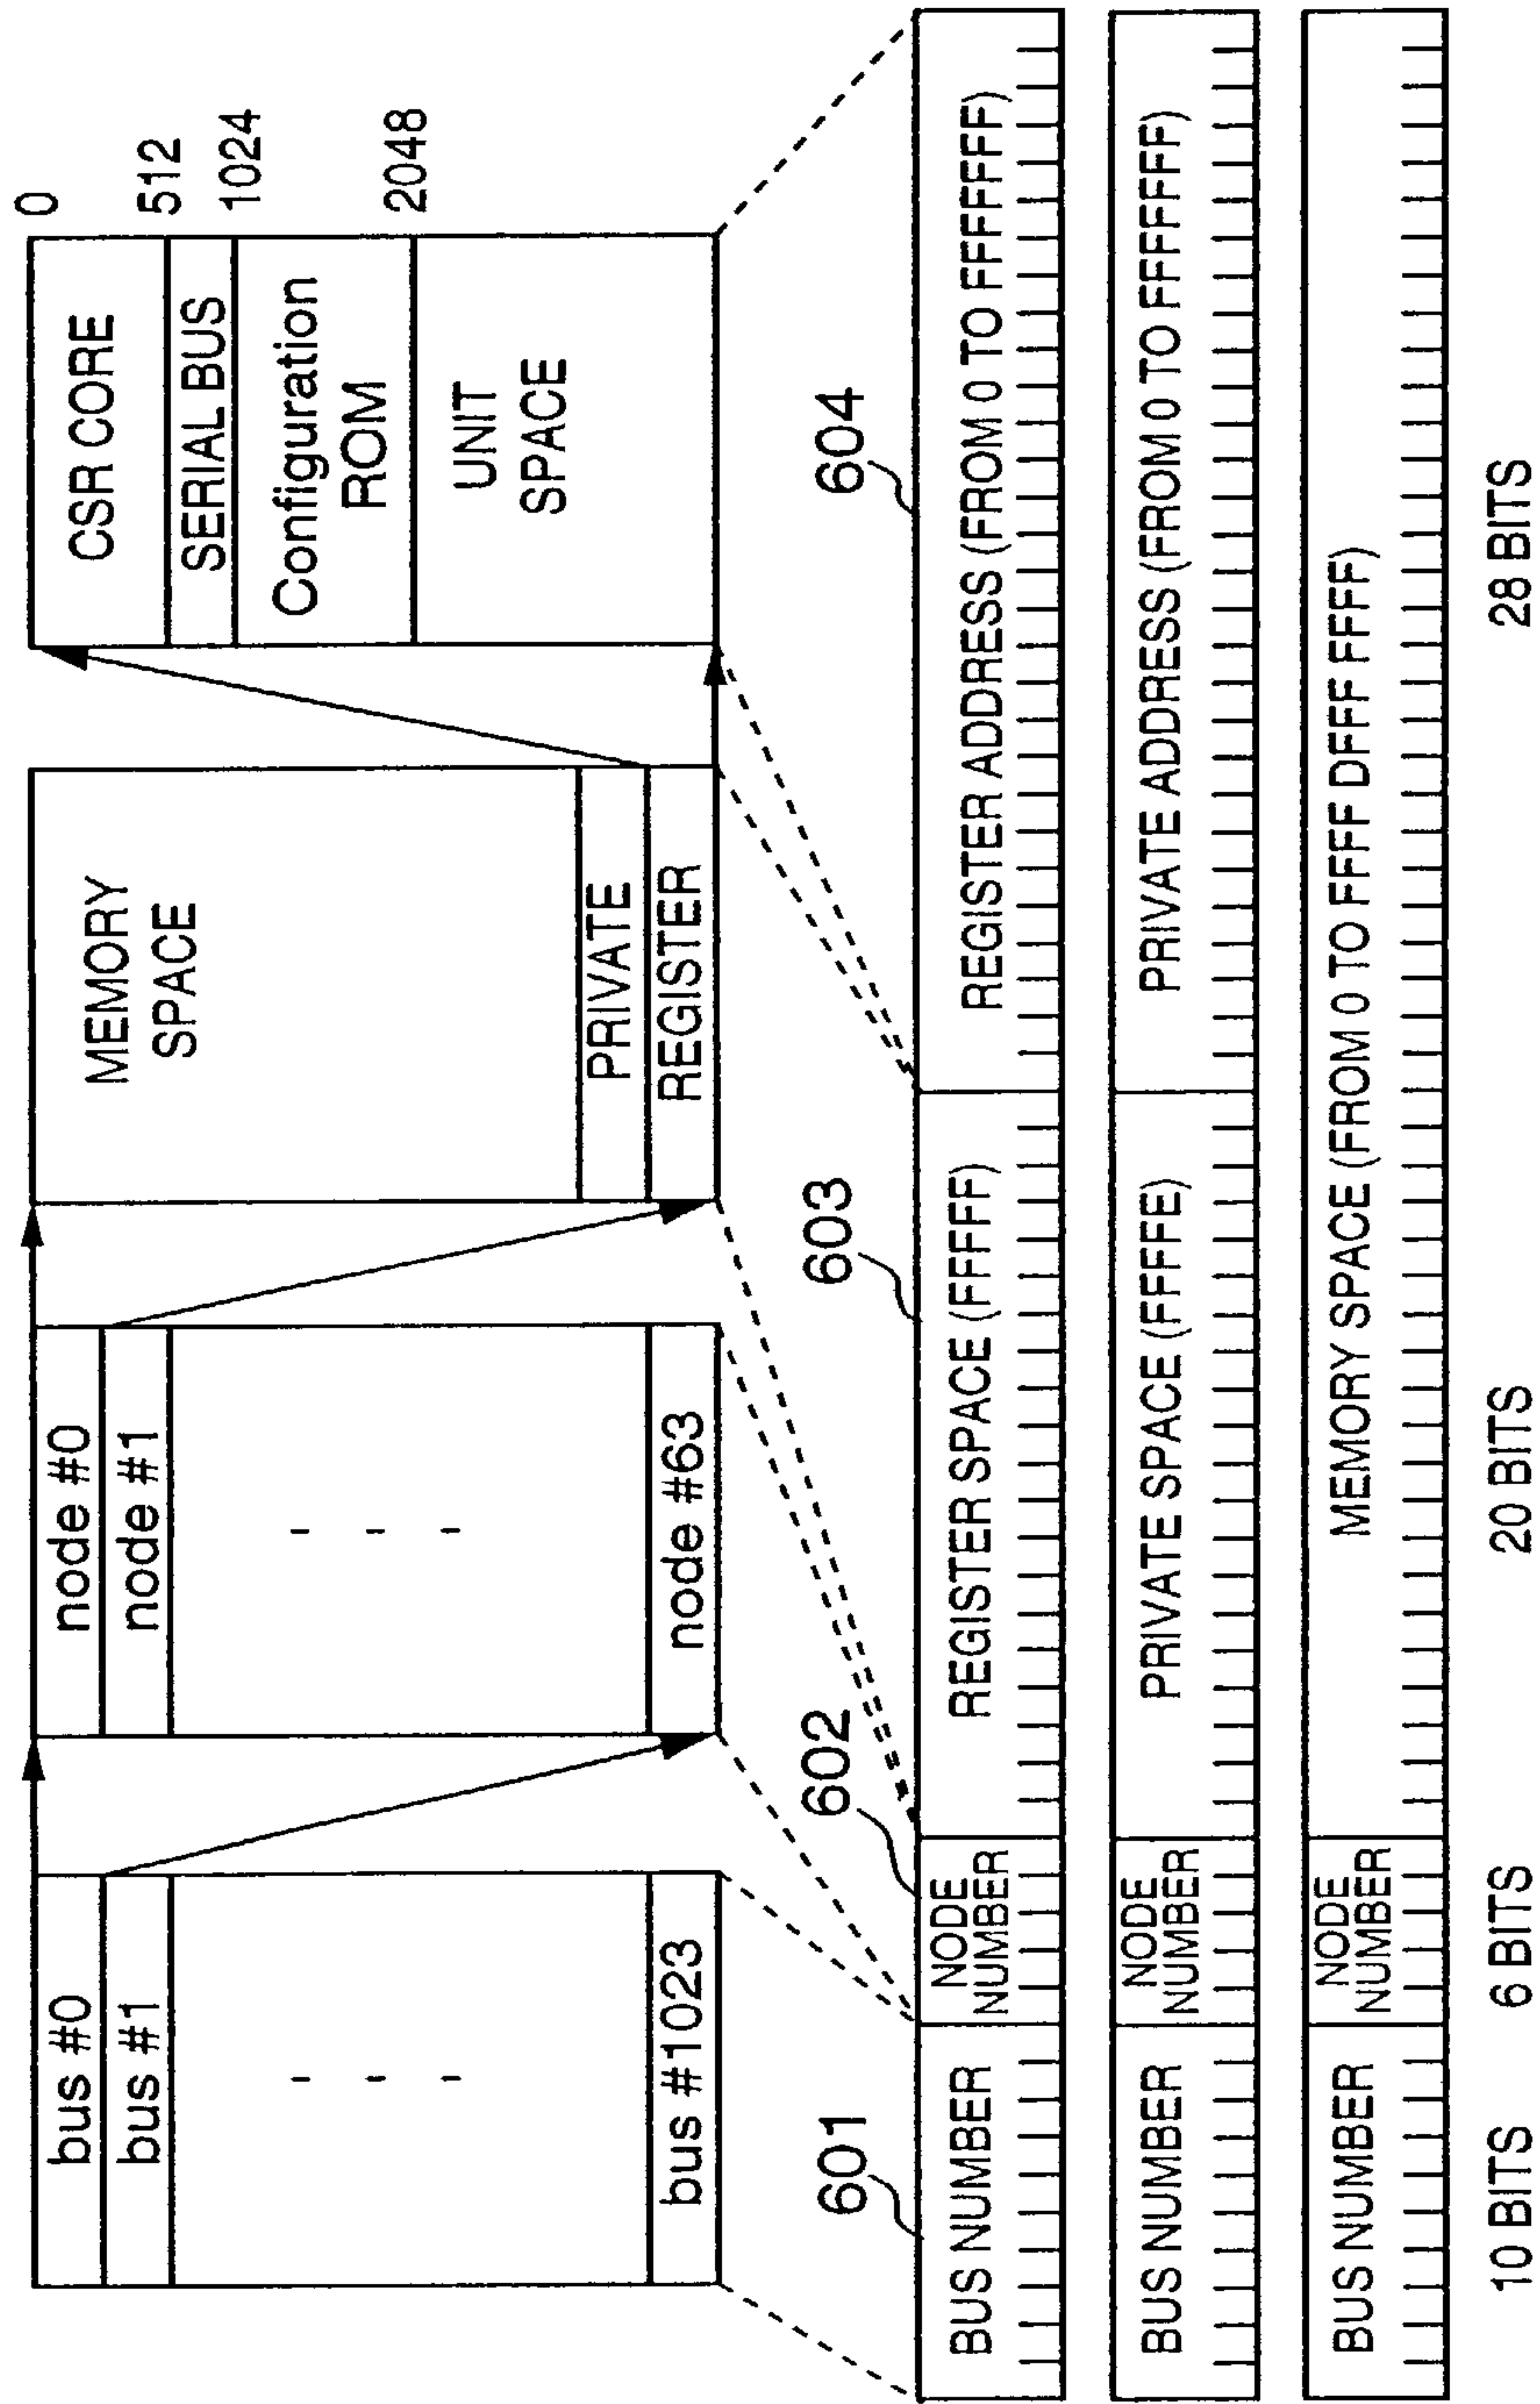 bus #0
bus #1
bus #1023
node #0
node #1
node #63
MEMORY
SPACE
PRIVATE
REGISTER
CSR CORE
SERIAL BUS
Configuration
ROM
UNIT
SPACE
0
512
1024
2048
601
602
603
604
BUS NUMBER
NODE
NUMBER
REGISTER SPACE (FFFFF)
REGISTER ADDRESS (FROM 0 TO FFFFFFF)
BUS NUMBER
NODE
NUMBER
PRIVATE SPACE (FFFFE)
PRIVATE ADDRESS (FROM 0 TO FFFFFFF)
BUS NUMBER
NODE
NUMBER
MEMORY SPACE (FROM 0 TO FFFF DFFF FFFF)
10 BITS
6 BITS
20 BITS
28 BITS